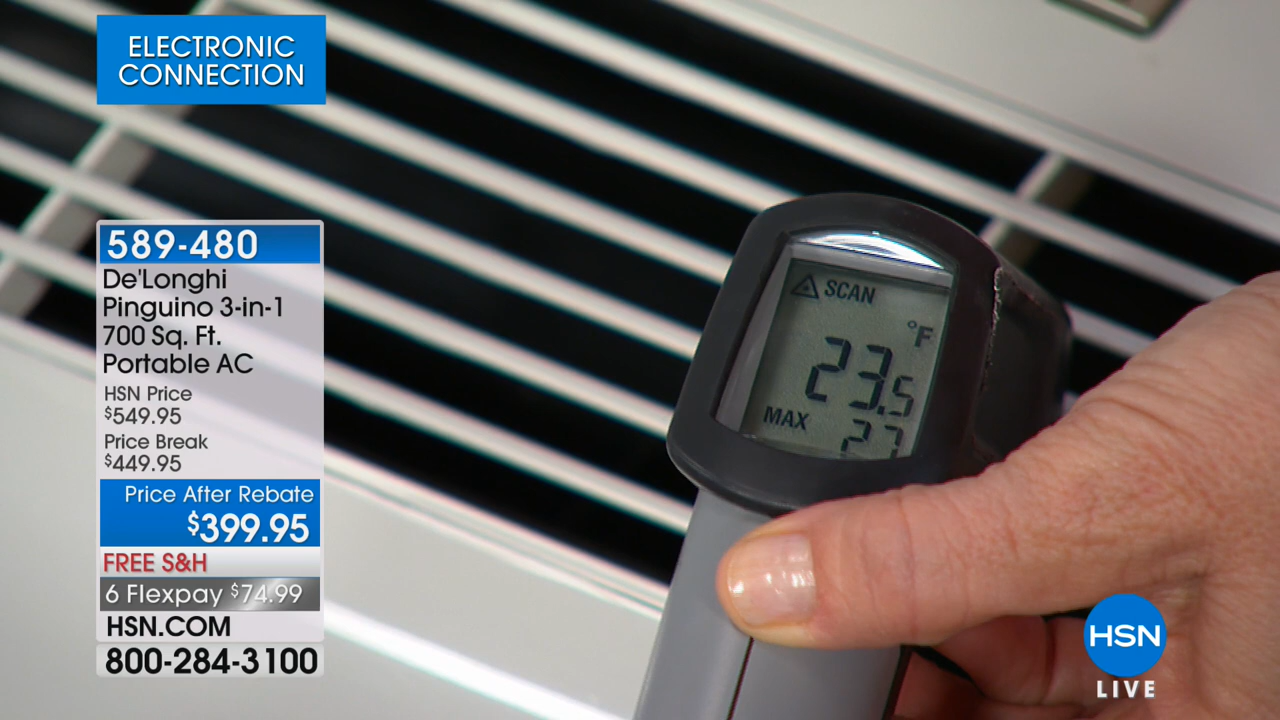 ELECTRONIC
CONNECTION
589-480
De'Longhi
Pinguino 3-in-1
700 Sq. Ft.
Portable AC
HSN Price
$549.95
Price Break
$449.95
Price After Rebate
$399.95
FREE S&H
6 Flexpay $74.99
HSN.COM
800-284-3100
SCAN
°F
23.5
MAX
27
HSN
LIVE